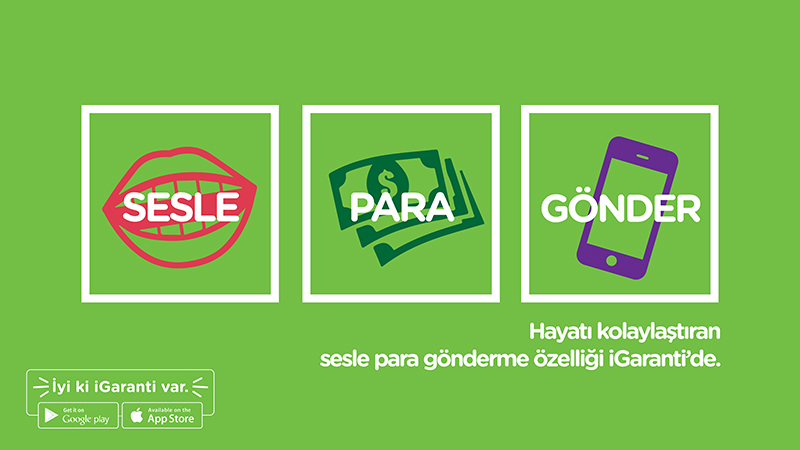 SESLE PARA GÖNDER
Hayatı kolaylaştıran
sesle para gönderme özelliği iGaranti'de.
İyi ki iGaranti var.
Get it on
Google play
Available on the
App Store